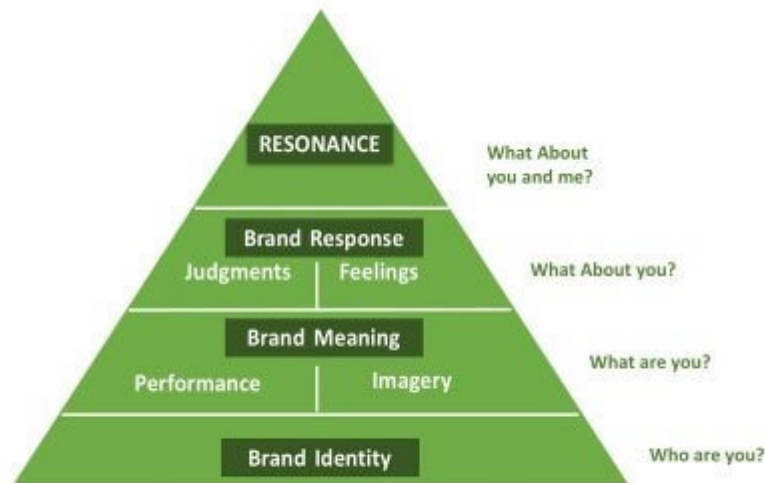 RESONANCE
What About
you and me?
Brand Response
Judgments Feelings
What About you?
Brand Meaning
Performance Imagery
What are you?
Brand Identity
Who are you?